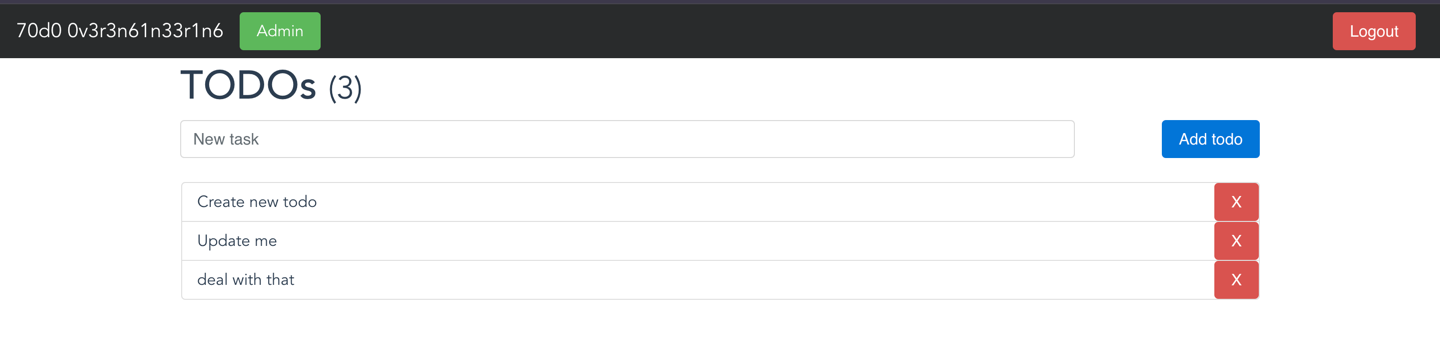 70d0 0v3r3n61n33r1n6 Admin Logout
TODOs (3)
New task Add todo
Create new todo X
Update me X
deal with that X